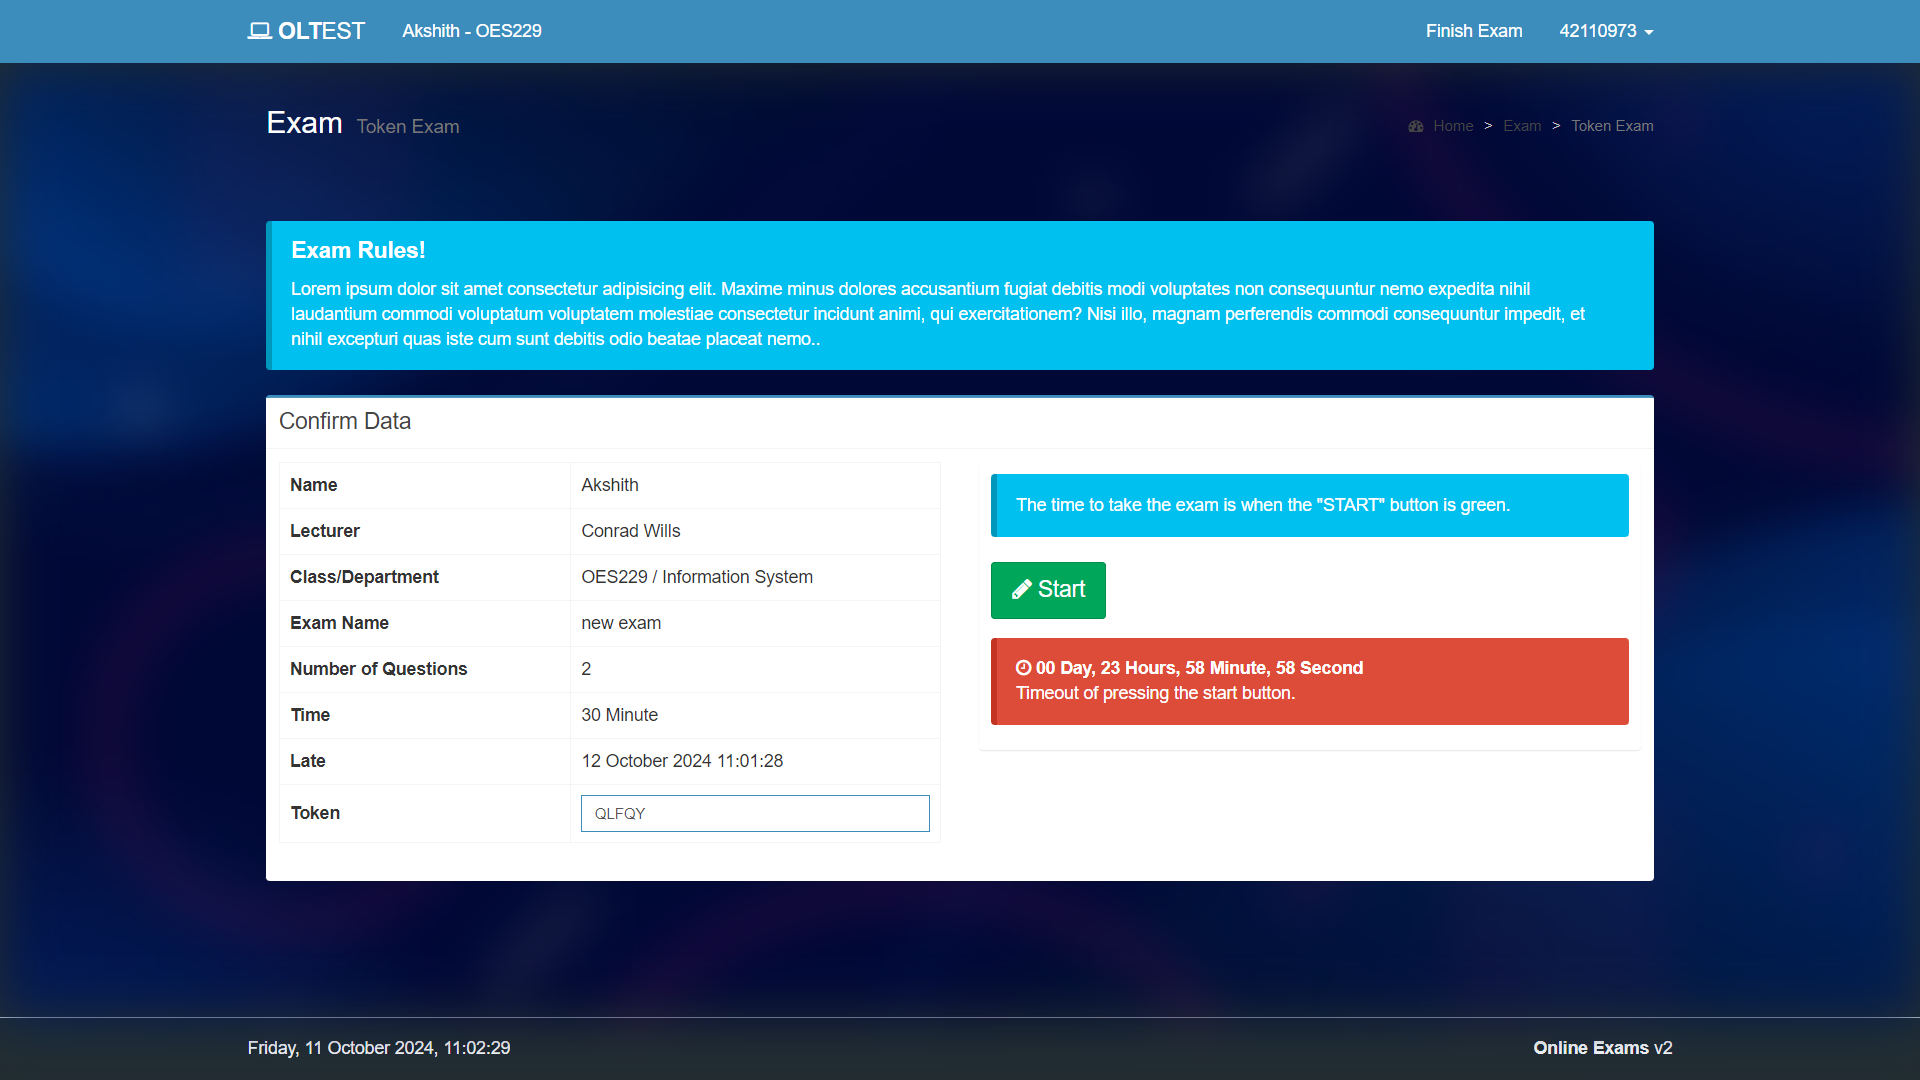 OLTEST Akshith - OES229 Finish Exam 42110973
Exam Token Exam Home > Exam > Token Exam
Exam Rules!
Lorem ipsum dolor sit amet consectetur adipisicing elit. Maxime minus dolores accusantium fugiat debitis modi voluptates non consequuntur nemo expedita nihil
laudantium commodi voluptatum voluptatem molestiae consectetur incidunt animi, qui exercitationem? Nisi illo, magnam perferendis commodi consequuntur impedit, et
nihil excepturi quas iste cum sunt debitis odio beatae placeat nemo..
Confirm Data
Name Akshith
Lecturer Conrad Wills
Class/Department OES229 / Information System
Exam Name new exam
Number of Questions 2
Time 30 Minute
Late 12 October 2024 11:01:28
Token QLFQY
The time to take the exam is when the "START" button is green.
Start
00 Day, 23 Hours, 58 Minute, 58 Second
Timeout of pressing the start button.
Friday, 11 October 2024, 11:02:29 Online Exams v2